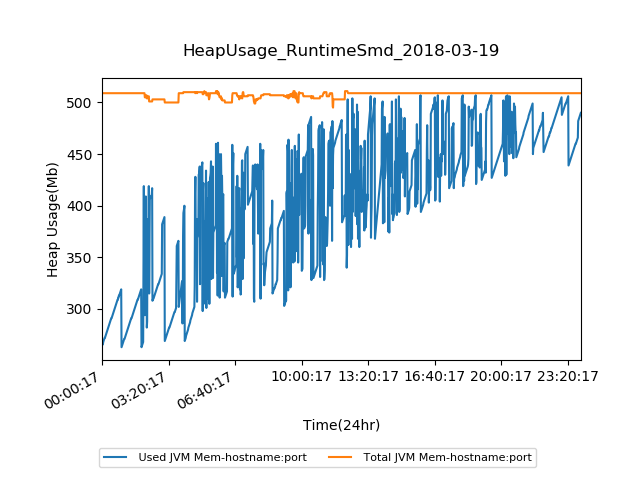 HeapUsage_RuntimeSmd_2018-03-19
500
450
400
350
300
Heap Usage(Mb)
00:00:17
03:20:17
06:40:17
10:00:17
13:20:17
16:40:17
20:00:17
23:20:17
Time(24hr)
Used JVM Mem-hostname:port
Total JVM Mem-hostname:port